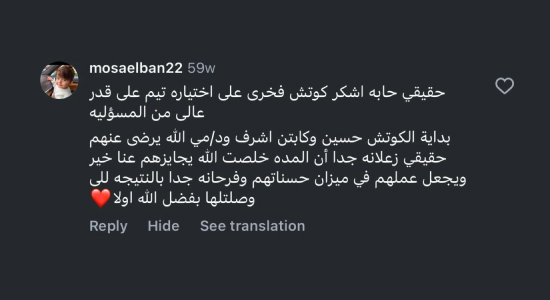 mosaelban22 59w
حقيقي حابه اشكر كوتش فخرى على اختياره تيم على قدر
عالى من المسؤليه
بداية الكوتش حسين وكابتن اشرف ود/مي الله يرضى عنهم
حقيقي زعلانه جدا أن المده خلصت الله يجايزهم عنا خير
ويجعل عملهم في ميزان حسناتهم وفرحانه جدا بالنتيجه للى
وصلتلها بفضل الله اولا❤️
Reply Hide See translation